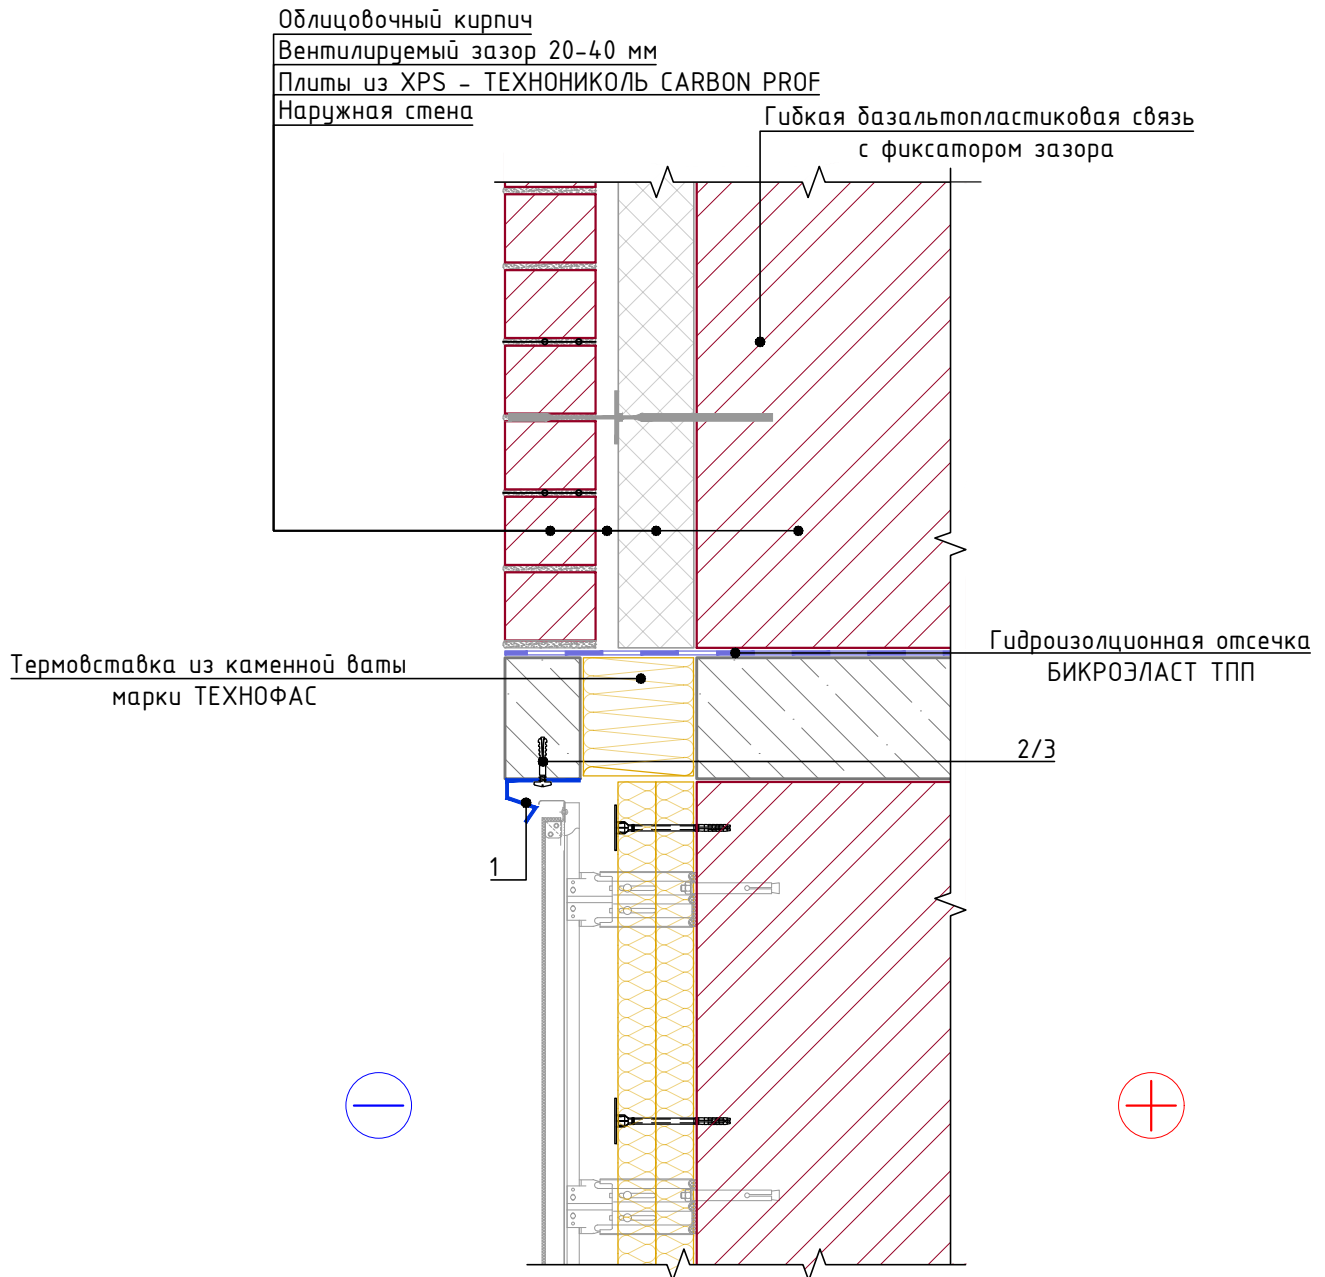 Облицовочный кирпич
Вентилируемый зазор 20-40 мм
Плиты из XPS - ТЕХНОНИКОЛЬ CARBON PROF
Наружная стена
Гибкая базальтопластиковая связь
с фиксатором зазора
Гидроизолционная отсечка
БИКРОЭЛАСТ ТПП
Термовставка из каменной ваты
марки ТЕХНОФАС
2/3
1